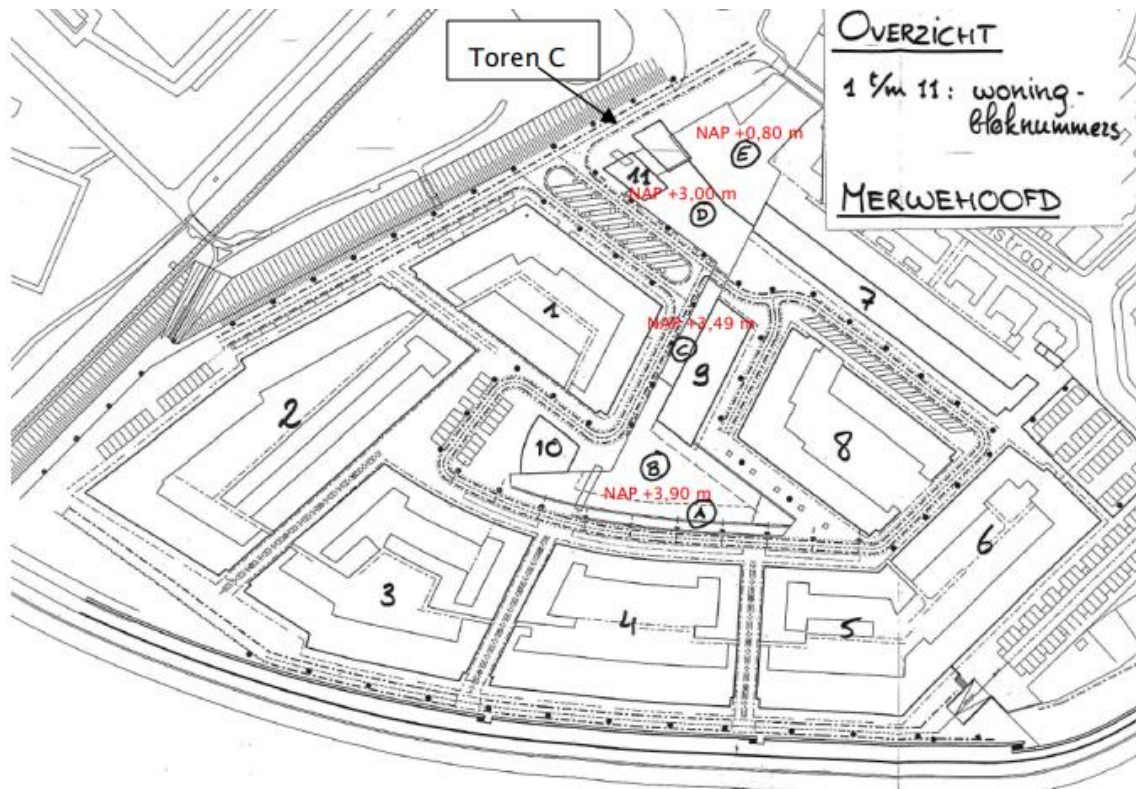 OVERZICHT
1 t/m 11: woning-
bloknummers
MERWEHOOFD
Toren C
NAP +0,80 m
E
11
NAP +3,00 m
D
straat
7
1
NAP +3,49 m
C
9
2
8
10
B
NAP +3,90 m
A
6
3
4
5